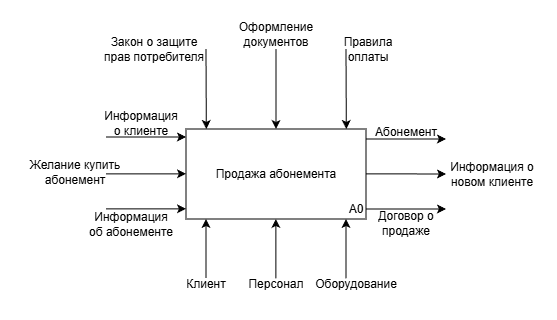 Закон о защите
прав потребителя
Оформление
документов
Правила
оплаты
Информация
о клиенте
Желание купить
абонемент
Информация
об абонементе
Продажа абонемента
A0
Абонемент
Информация о
новом клиенте
Договор о
продаже
Клиент
Персонал
Оборудование